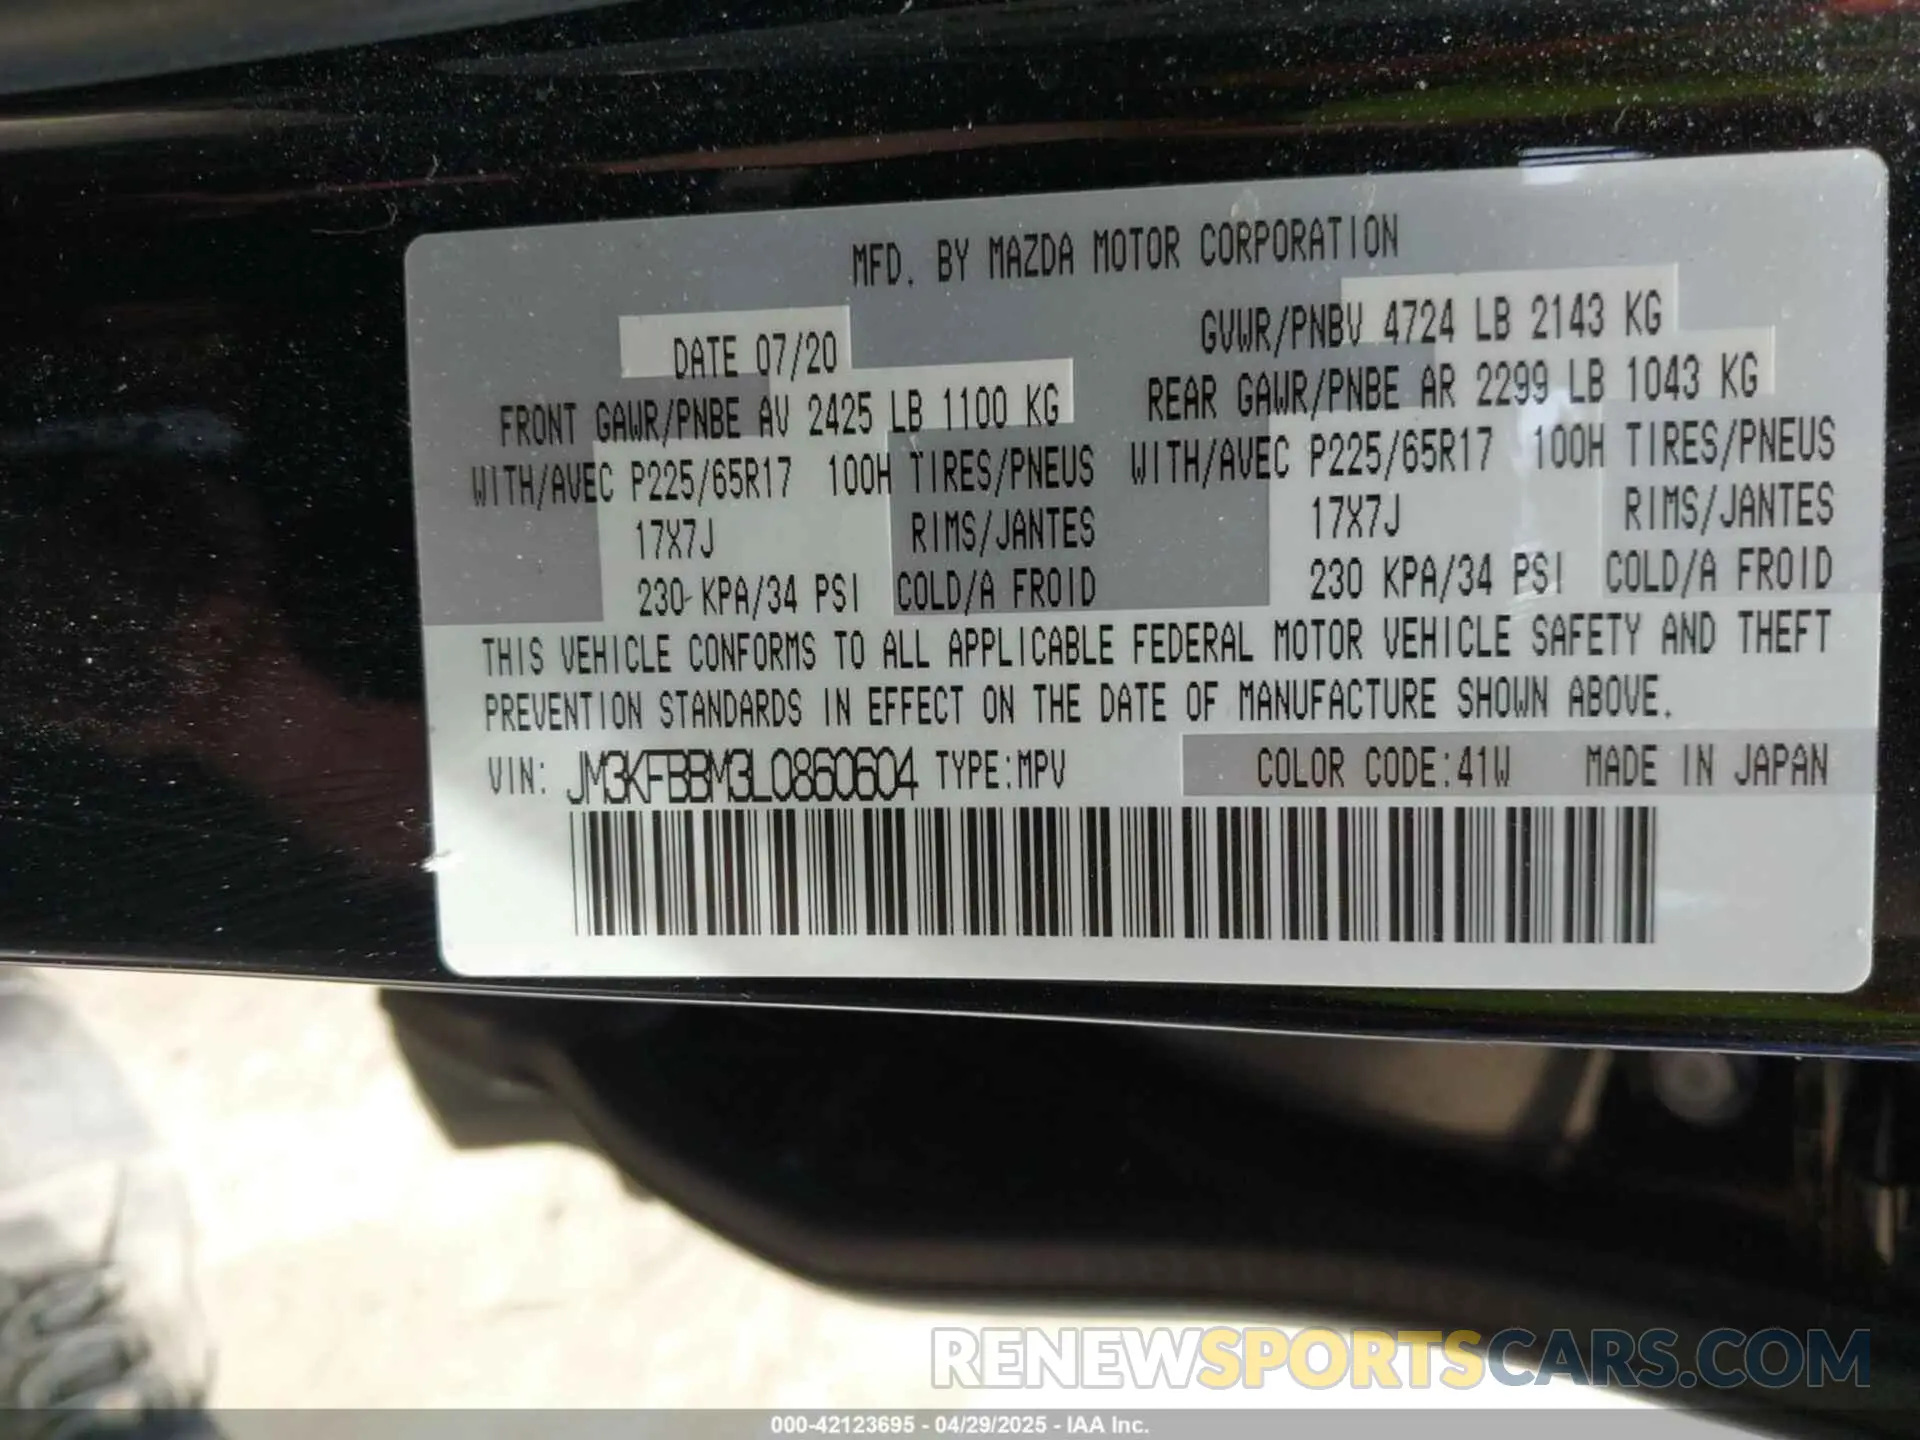 MFD. BY MAZDA MOTOR CORPORATION
DATE 07/20 GVWR/PNBV 4724 LB 2143 KG
FRONT GAWR/PNBE AV 2425 LB 1100 KG REAR GAWR/PNBE AR 2299 LB 1043 KG
WITH/AVEC P225/65R17 100H TIRES/PNEUS WITH/AVEC P225/65R17 100H TIRES/PNEUS
17X7J RIMS/JANTES 17X7J RIMS/JANTES
230 KPA/34 PSI COLD/A FROID 230 KPA/34 PSI COLD/A FROID
THIS VEHICLE CONFORMS TO ALL APPLICABLE FEDERAL MOTOR VEHICLE SAFETY AND THEFT
PREVENTION STANDARDS IN EFFECT ON THE DATE OF MANUFACTURE SHOWN ABOVE.
VIN: JM3KFBBM3L0860604 TYPE:MPV COLOR CODE:41W MADE IN JAPAN
RENEWSPORTSCARS.COM
000-42123695 - 04/29/2025 - IAA Inc.